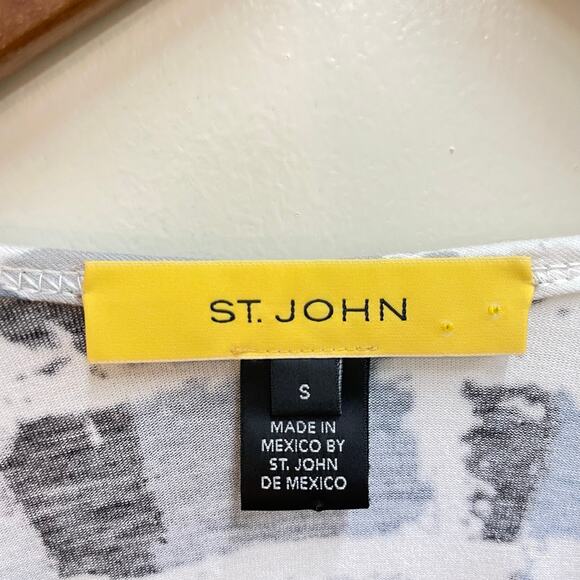 ST. JOHN
S
MADE IN
MEXICO BY
ST. JOHN
DE MEXICO